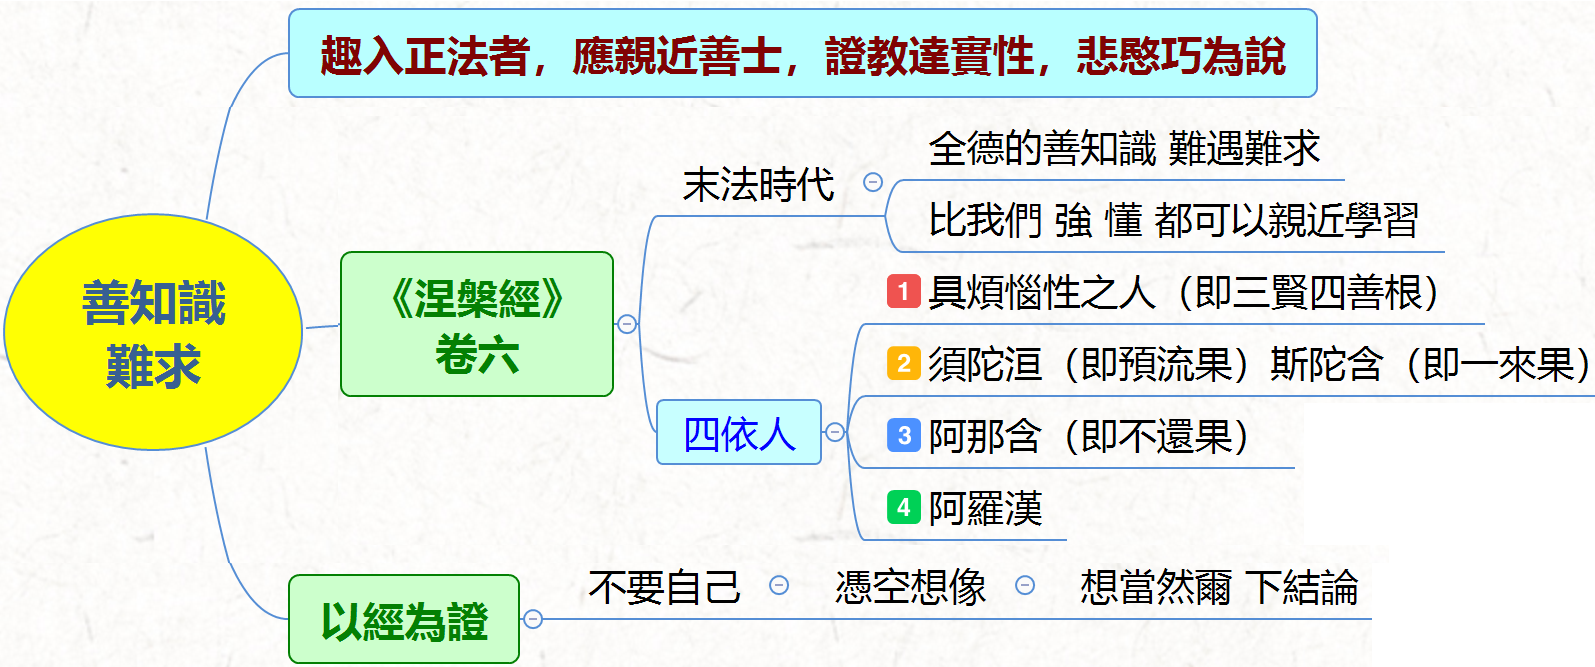 趣入正法者，應親近善士，證教達實性，悲愍巧為說
善知識
難求
《涅槃經》
卷六
末法時代
全德的善知識 難遇難求
比我們 強 懂 都可以親近學習
四依人
1 具煩惱性之人（即三賢四善根）
2 須陀洹（即預流果）斯陀含（即一來果）
3 阿那含（即不還果）
4 阿羅漢
以經為證
不要自己 憑空想像 想當然爾 下結論